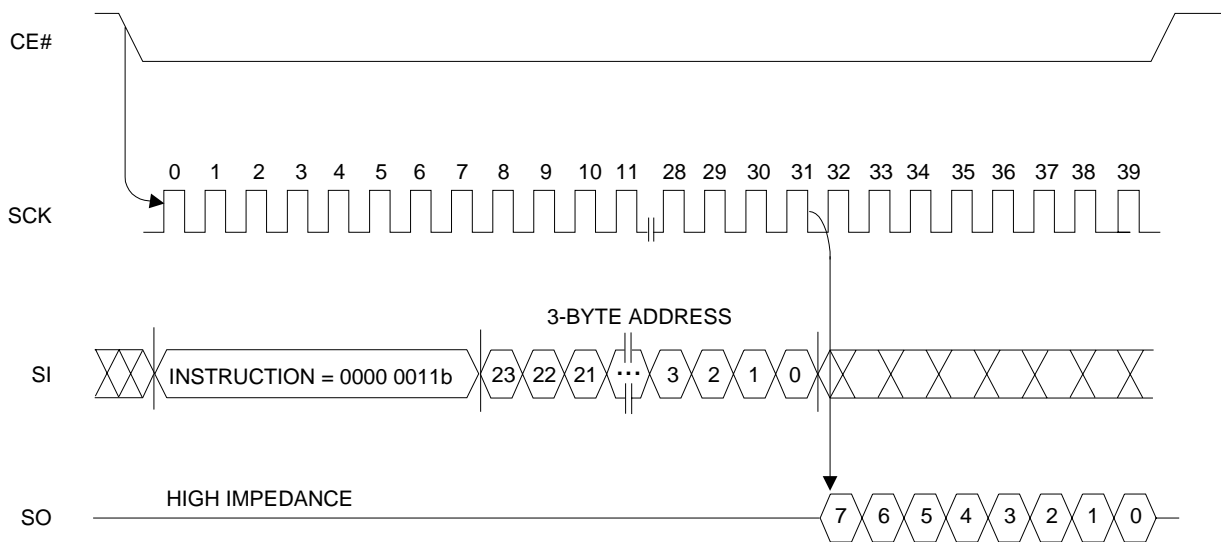 CE#
0 1 2 3 4 5 6 7 8 9 10 11 28 29 30 31 32 33 34 35 36 37 38 39
SCK
3-BYTE ADDRESS
SI INSTRUCTION = 0000 0011b 23 22 21 ... 3 2 1 0
HIGH IMPEDANCE
SO 7 6 5 4 3 2 1 0